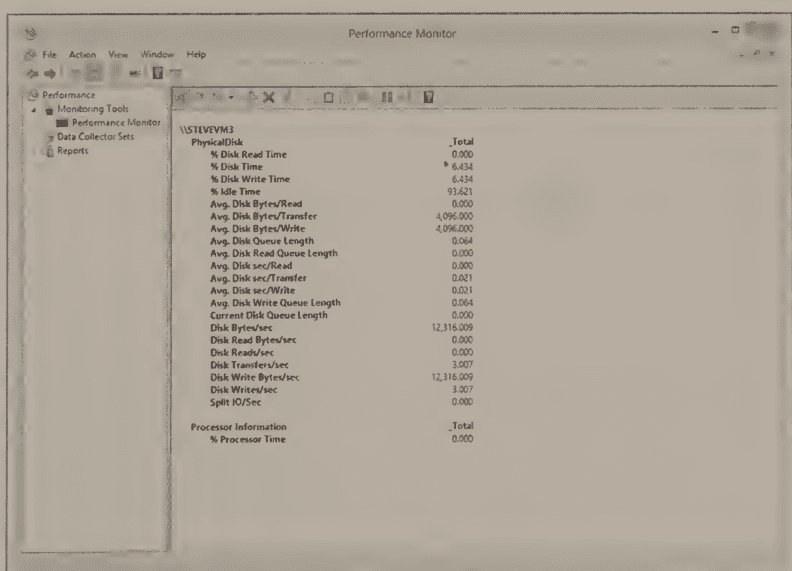 Performance Monitor
File Action View Window Help
Performance
Monitoring Tools
Performance Monitor
Data Collector Sets
Reports
\\STEVEVM3
PhysicalDisk _Total
% Disk Read Time 0.000
% Disk Time 6.434
% Disk Write Time 6.434
% Idle Time 93.621
Avg. Disk Bytes/Read 0.000
Avg. Disk Bytes/Transfer 4,096.000
Avg. Disk Bytes/Write 4,096.000
Avg. Disk Queue Length 0.064
Avg. Disk Read Queue Length 0.000
Avg. Disk sec/Read 0.000
Avg. Disk sec/Transfer 0.021
Avg. Disk sec/Write 0.021
Avg. Disk Write Queue Length 0.064
Current Disk Queue Length 0.000
Disk Bytes/sec 12,316.009
Disk Read Bytes/sec 0.000
Disk Reads/sec 0.000
Disk Transfers/sec 3.007
Disk Write Bytes/sec 12,316.009
Disk Writes/sec 3.007
Split IO/Sec 0.000
Processor Information _Total
% Processor Time 0.000